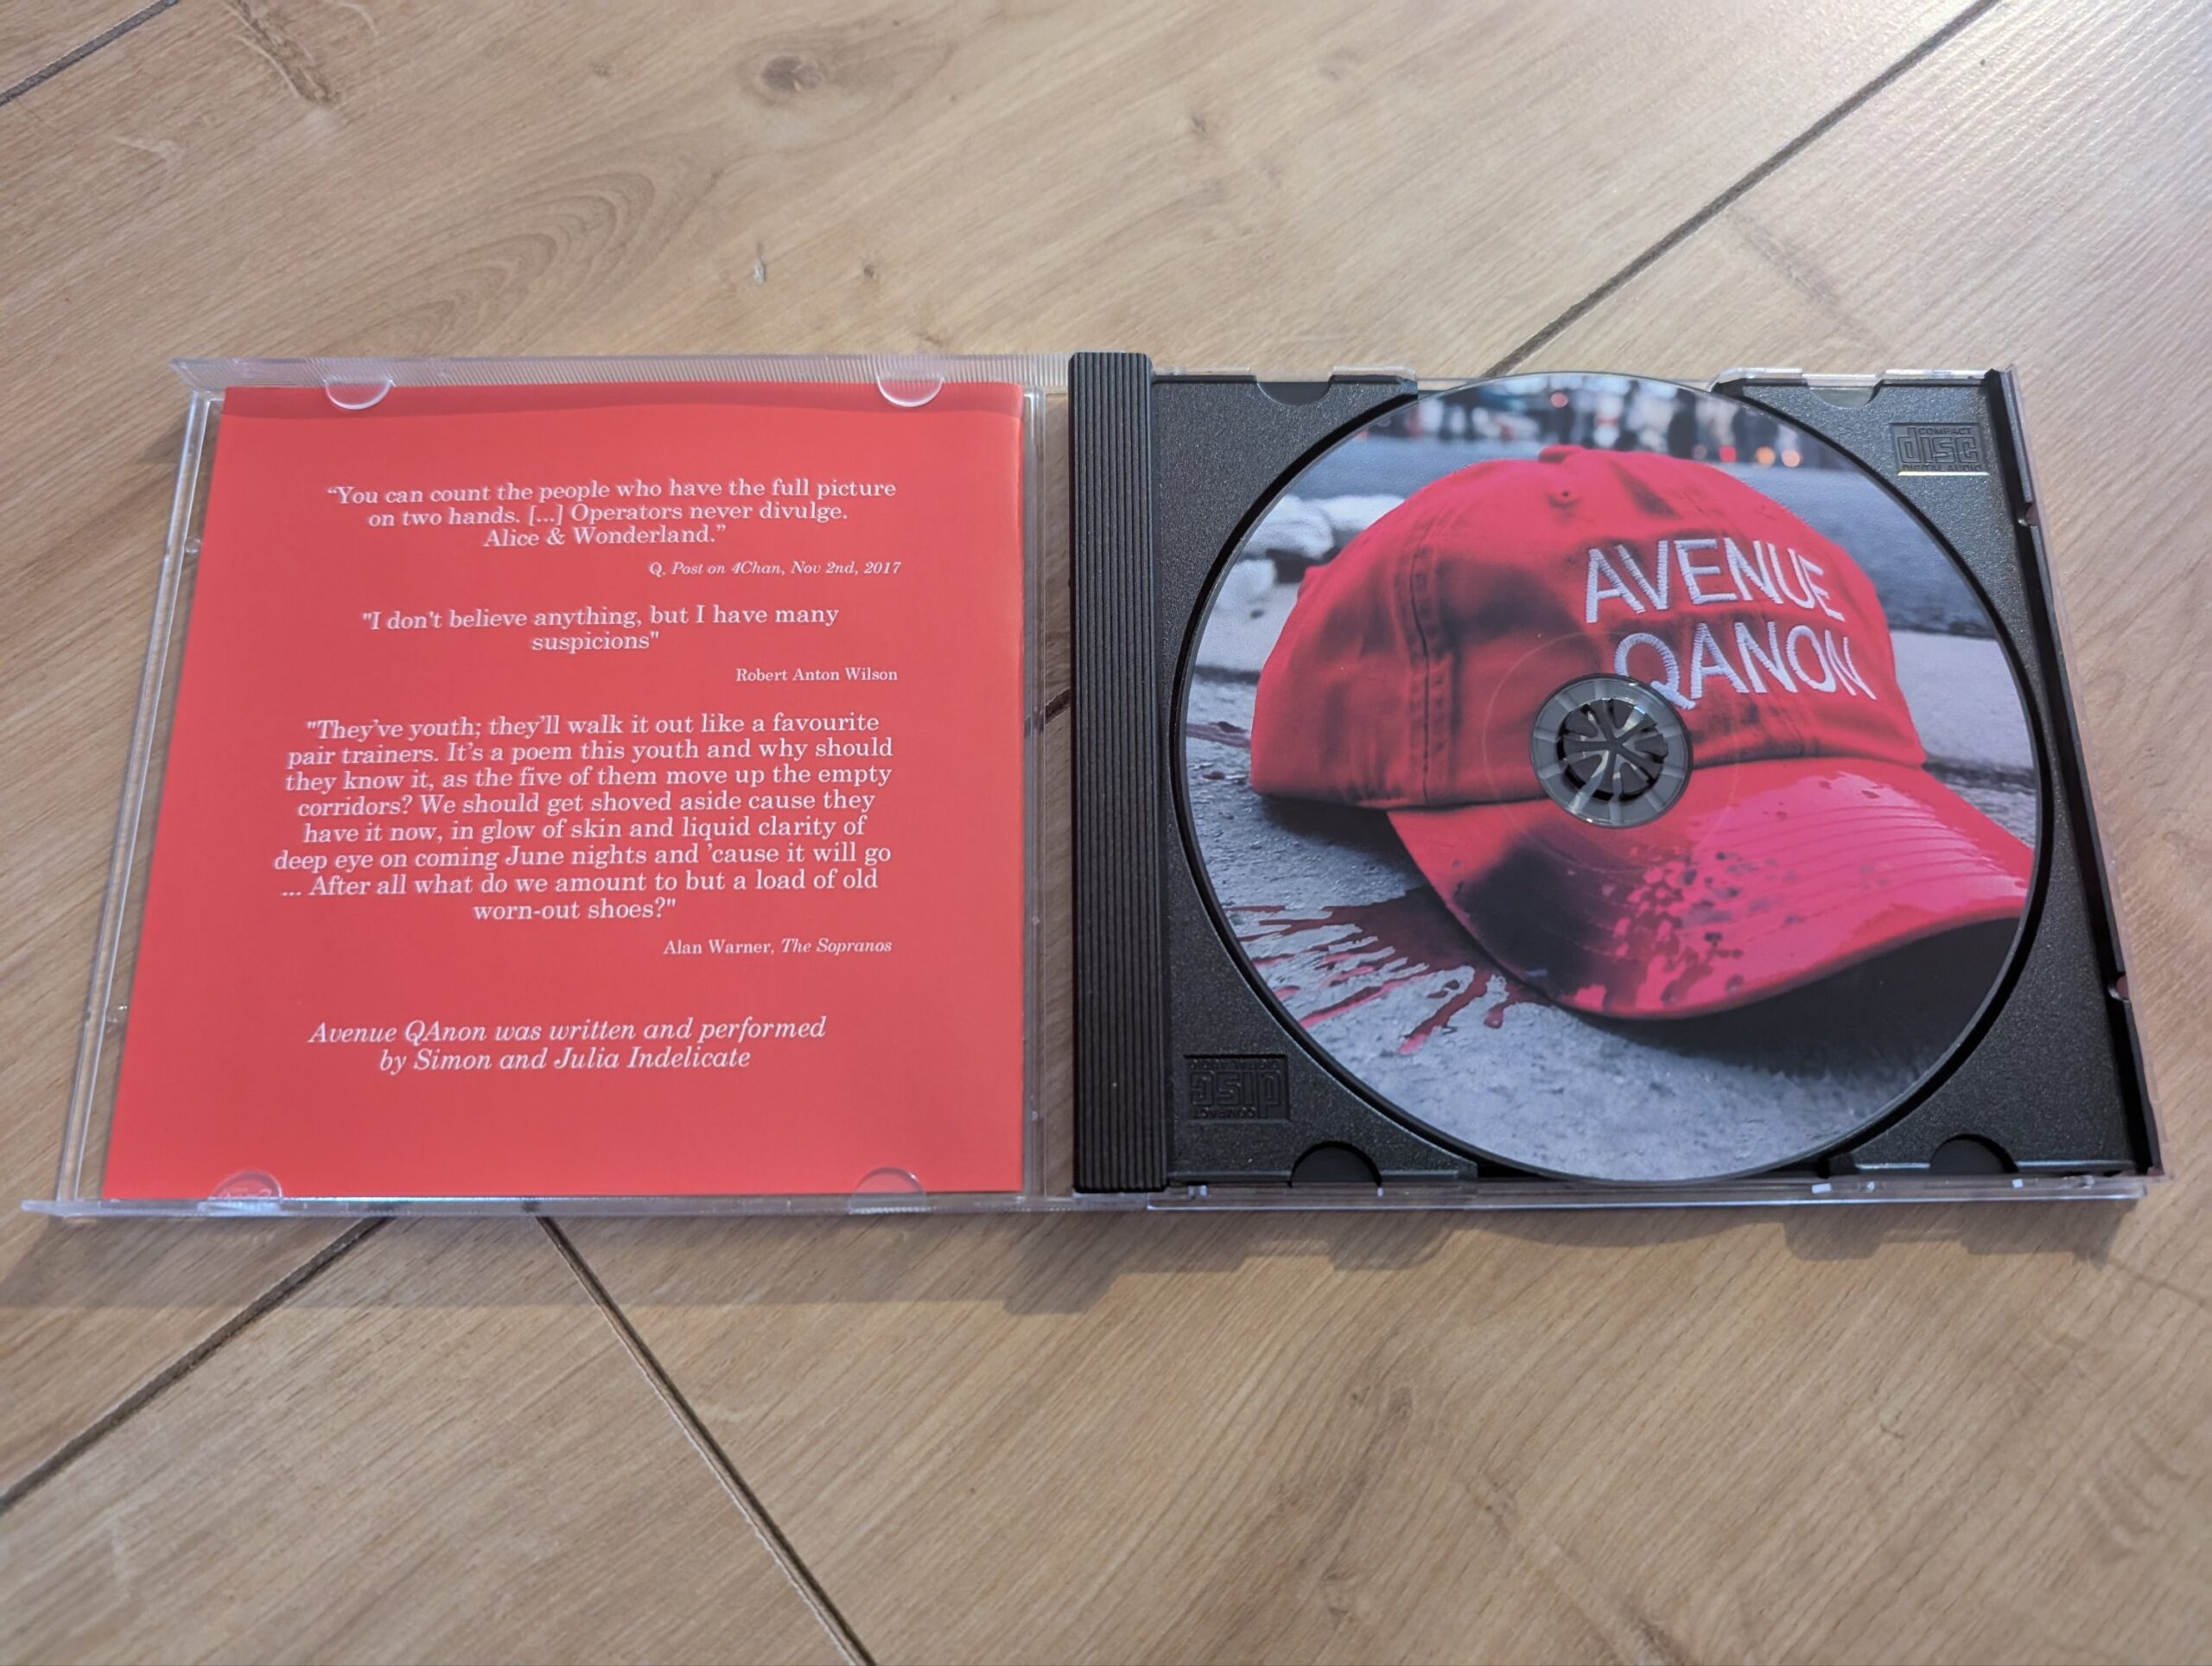 “You can count the people who have the full picture
on two hands. [...] Operators never divulge.
Alice & Wonderland.”
Q, Post on 4Chan, Nov 2nd, 2017
"I don't believe anything, but I have many
suspicions"
Robert Anton Wilson
"They've youth; they'll walk it out like a favourite
pair trainers. It's a poem this youth and why should
they know it, as the five of them move up the empty
corridors? We should get shoved aside cause they
have it now, in glow of skin and liquid clarity of
deep eye on coming June nights and 'cause it will go
... After all what do we amount to but a load of old
worn-out shoes?"
Alan Warner, The Sopranos
Avenue QAnon was written and performed
by Simon and Julia Indelicate
AVENUE
QANON
COMPACT
disc
DIGITAL AUDIO
COMPACT
disc
DIGITAL AUDIO